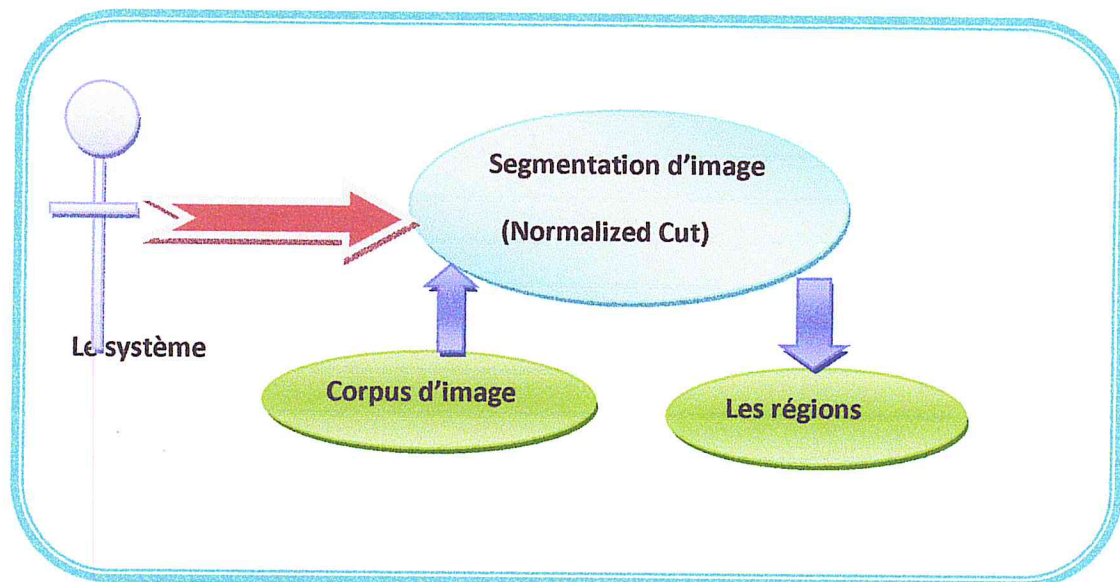 Segmentation d'image
(Normalized Cut)
Le système
Corpus d'image
Les régions